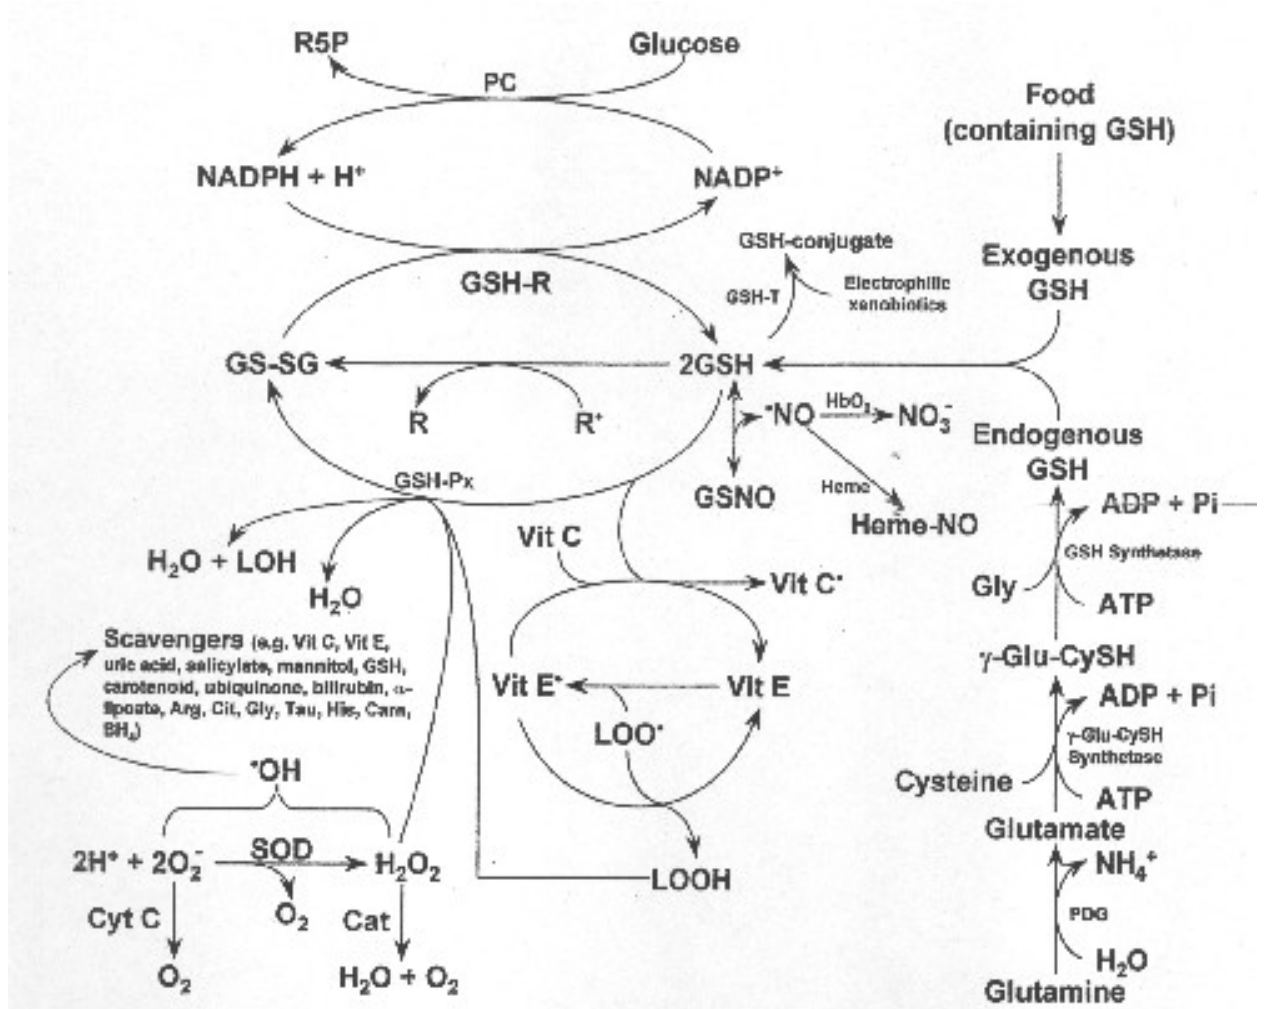 R5P
Glucose
PC
Food
(containing GSH)
NADPH + H⁺
NADP⁺
GSH-conjugate
Exogenous
GSH
GSH-R
GSH-T
Electrophilic
xenobiotics
GS-SG
2GSH
R
R⁺
•NO
HbO₂
NO₃⁻
Endogenous
GSH
GSH-Px
GSNO
Heme
Heme-NO
ADP + Pi
H₂O + LOH
H₂O
Vit C
Vit C•
GSH Synthetase
Gly
ATP
Scavengers (e.g. Vit C, Vit E,
uric acid, salicylate, mannitol, GSH,
carotenoid, ubiquinone, bilirubin, α-
lipoate, Arg, Cit, Gly, Tau, His, Carn,
BH₄)
γ-Glu-CySH
Vit E•
Vit E
ADP + Pi
LOO•
γ-Glu-CySH
Synthetase
•OH
Cysteine
ATP
Glutamate
2H⁺ + 2O₂⁻
SOD
H₂O₂
LOOH
NH₄⁺
Cyt C
O₂
Cat
PDG
O₂
H₂O + O₂
H₂O
Glutamine